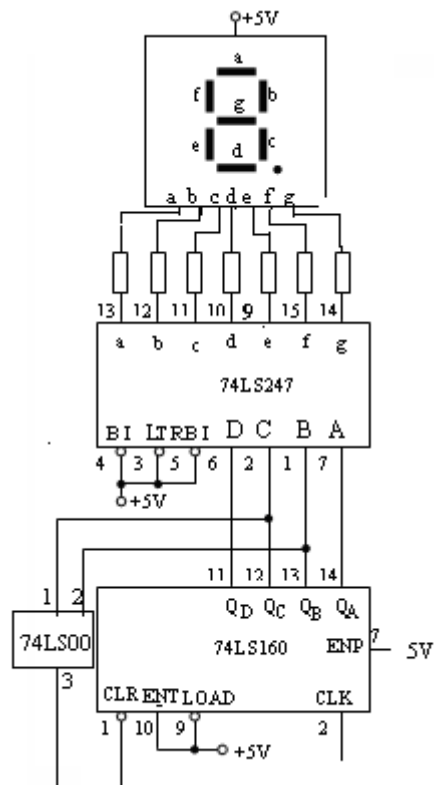 +5V
a
f g b
e d c
a b c d e f g
13 12 11 10 9 15 14
a b c d e f g
74LS247
BI LT RBI D C B A
4 3 5 6 2 1 7
+5V
1 2
11 12 13 14
QD QC QB QA
74LS00
74LS160
ENP 7 5V
3
CLR ENT LOAD CLK
1 10 9 2
+5V